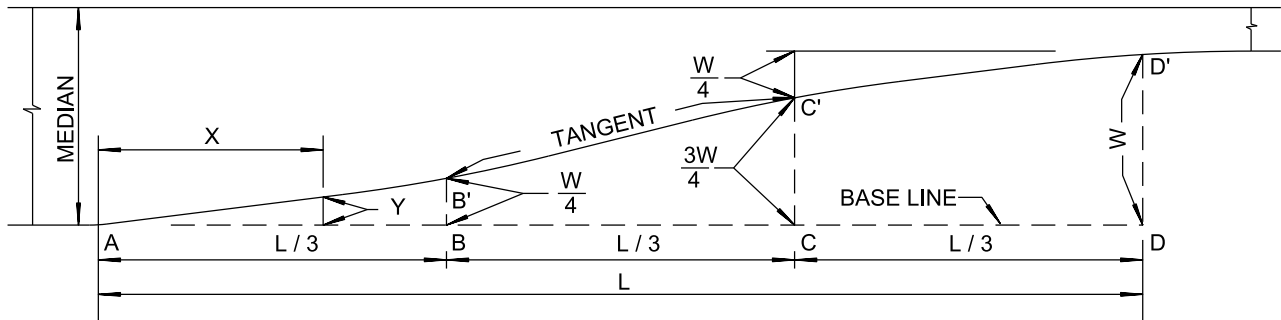 MEDIAN
X
W
4
TANGENT
C'
D'
3W
4
W
Y
B'
W
4
BASE LINE
A
L / 3
B
L / 3
C
L / 3
D
L